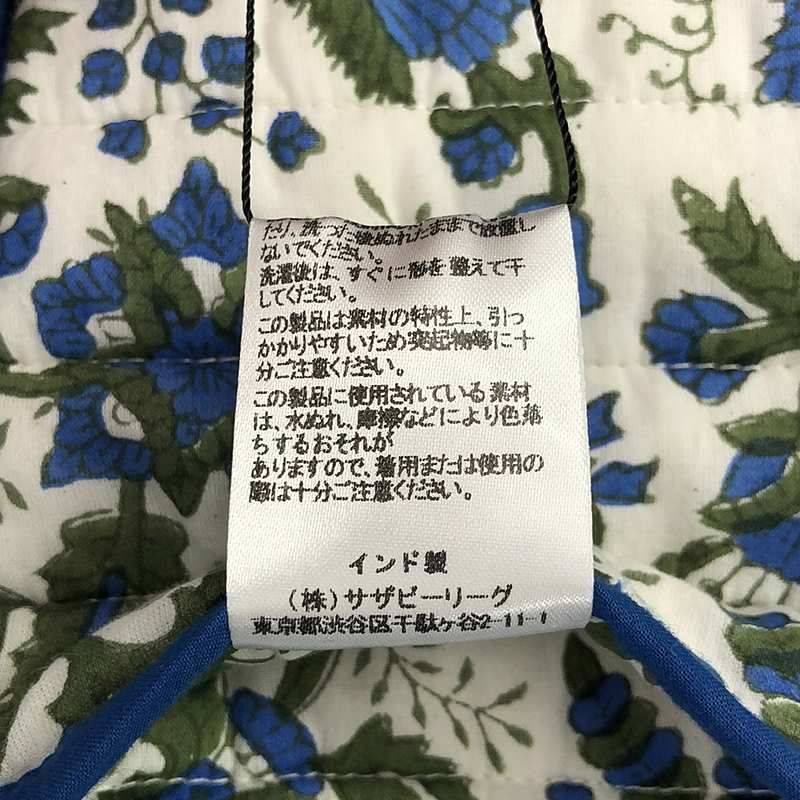 たり、洗った後ぬれたままで放置し
ないでください。
洗濯後は、すぐに形を整えて干
してください。
この製品は素材の特性上、引っ
かかりやすいため突起物等に十
分ご注意ください。
この製品に使用されている素材
は、水ぬれ、摩擦などにより色落
ちするおそれが
ありますので、着用または使用の
際は十分ご注意ください。
インド製
(株)サザビーリーグ
東京都渋谷区千駄ヶ谷2-11-1